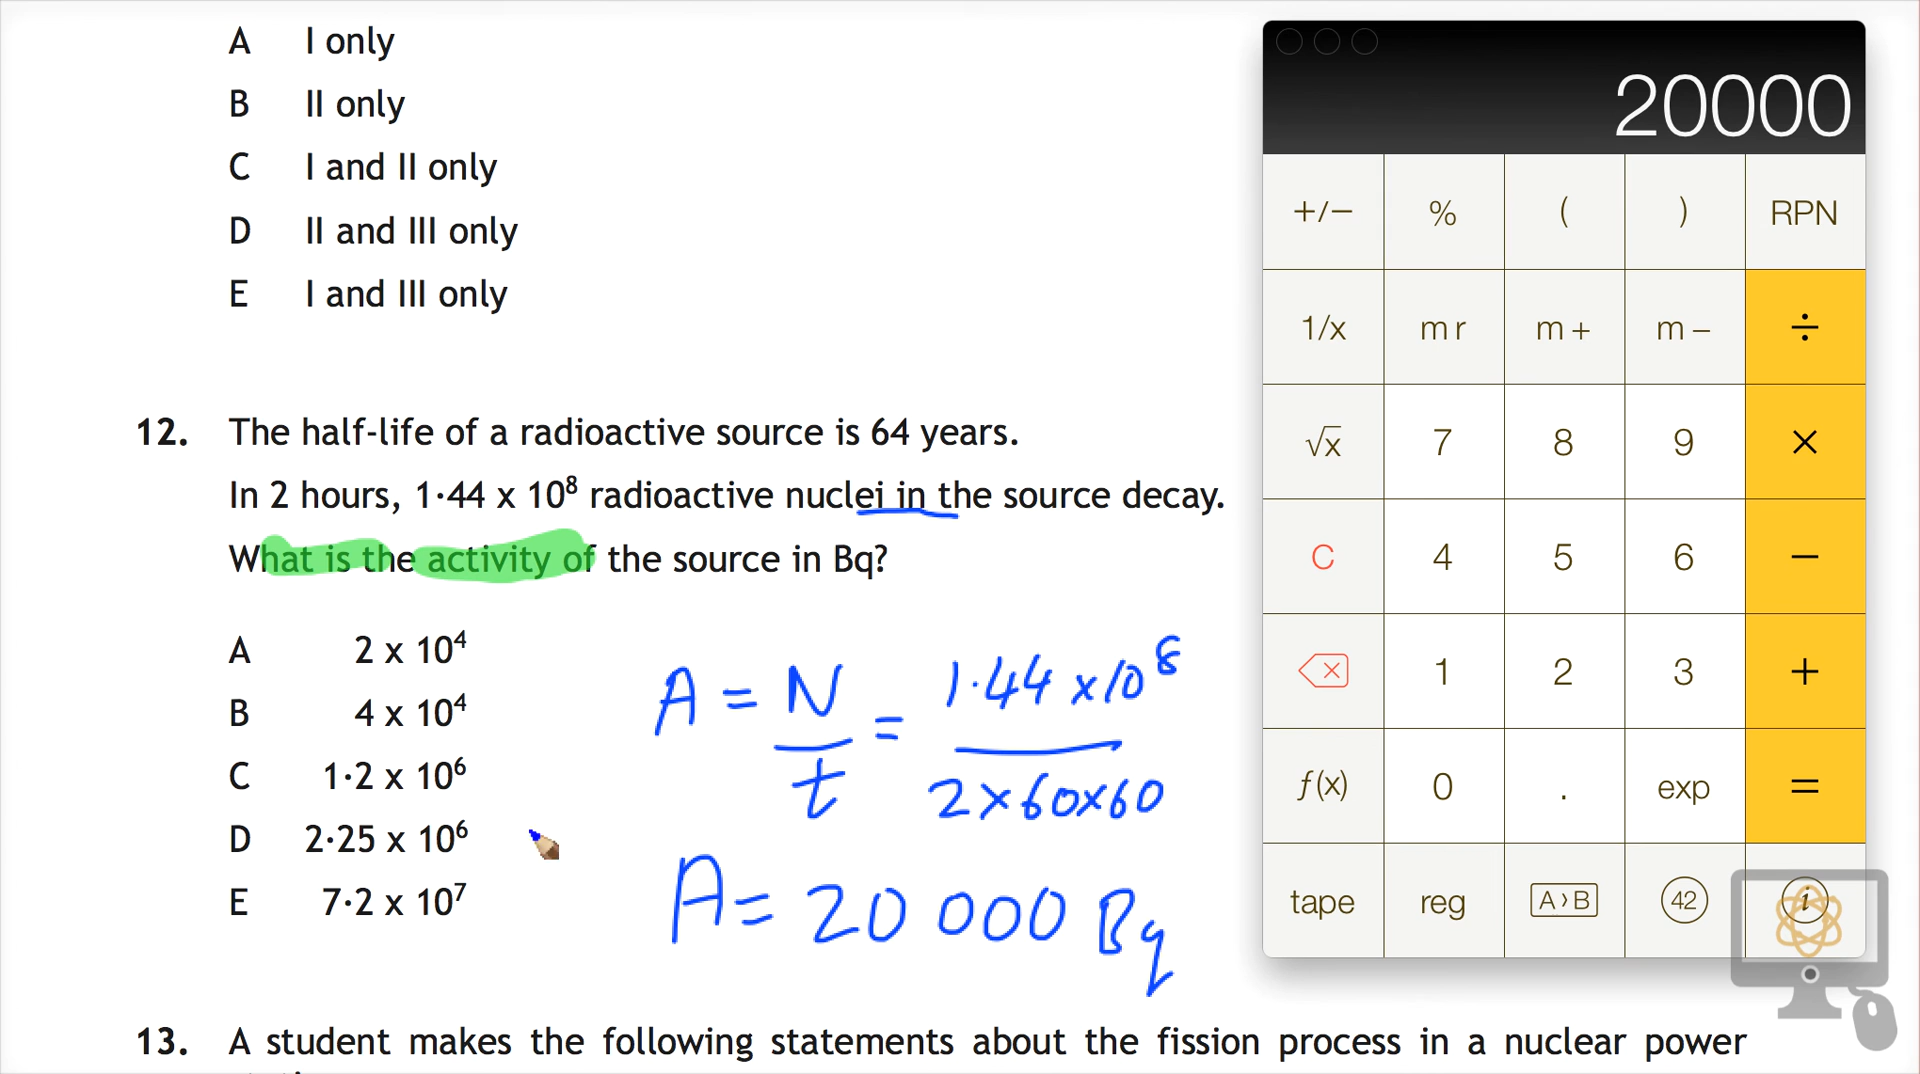 A I only
B II only
C I and II only
D II and III only
E I and III only
12. The half-life of a radioactive source is 64 years.
In 2 hours, 1·44 x 10⁸ radioactive nuclei in the source decay.
What is the activity of the source in Bq?
A 2 x 10⁴
B 4 x 10⁴
C 1·2 x 10⁶
D 2·25 x 10⁶
E 7·2 x 10⁷
A = N/t = 1·44 x10⁸/2x60x60
A = 20 000 Bq
13. A student makes the following statements about the fission process in a nuclear power
20000
+/− % ( ) RPN
1/x m r m + m − ÷
√x 7 8 9 ×
C 4 5 6 −
1 2 3 +
f(x) 0 . exp =
tape reg A›B 42 i